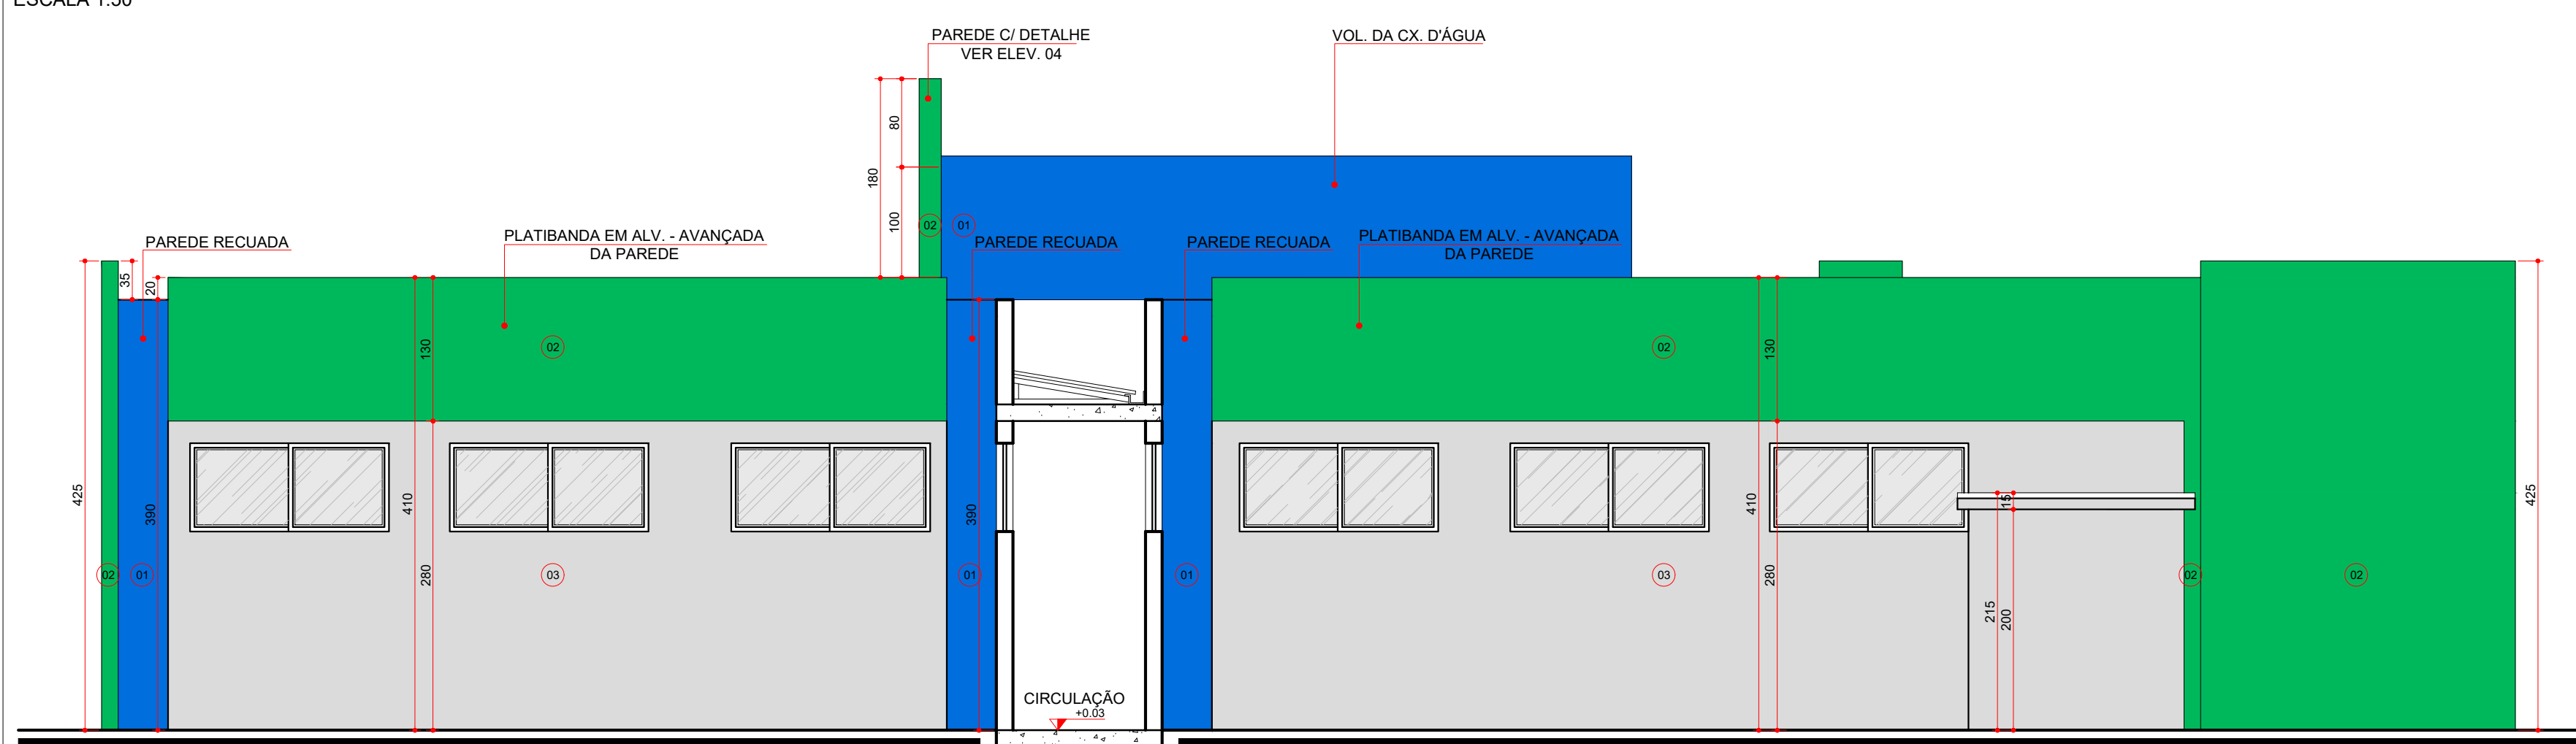 ESCALA 1:50
PAREDE C/ DETALHE
VER ELEV. 04
VOL. DA CX. D'ÁGUA
80
180
100
02
01
PAREDE RECUADA
PLATIBANDA EM ALV. - AVANÇADA
DA PAREDE
PAREDE RECUADA
PAREDE RECUADA
PLATIBANDA EM ALV. - AVANÇADA
DA PAREDE
35
20
130
02
02
130
425
390
410
390
410
15
425
02
01
280
03
01
01
03
280
215
200
02
02
CIRCULAÇÃO
+0.03